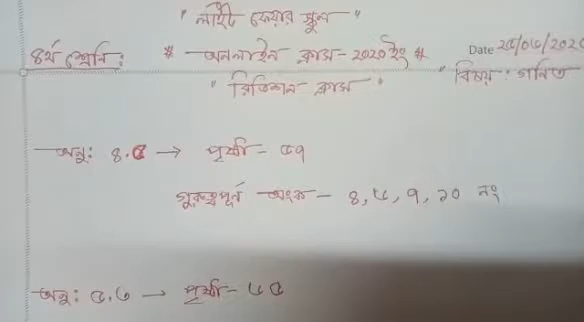 " লাইট ফেয়ার স্কুল "
৪র্থ শ্রেনি : * অনলাইন ক্লাস - ২০২০ইং * Date ২৫/০৬/২০২০
" রিভিশন ক্লাস " বিষয় : গনিত
অনু: ৪.৫ → পৃষ্ঠা - ৫৭
গুরুত্বপূর্ন অংক - ৪, ৫, ৭, ১০ নং
অনু: ৫.৬ → পৃষ্ঠা - ৬৫